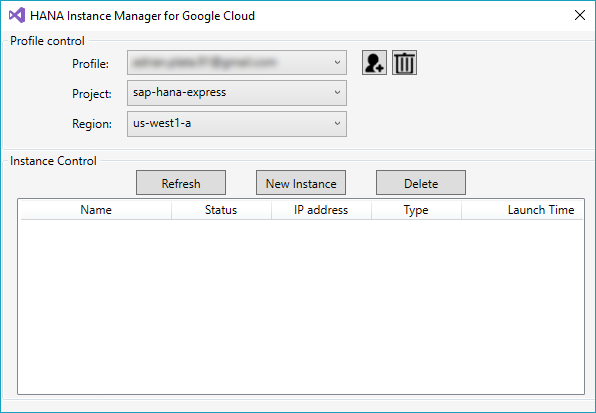 HANA Instance Manager for Google Cloud
Profile control
Profile:
Project: sap-hana-express
Region: us-west1-a
Instance Control
Refresh New Instance Delete
Name Status IP address Type Launch Time